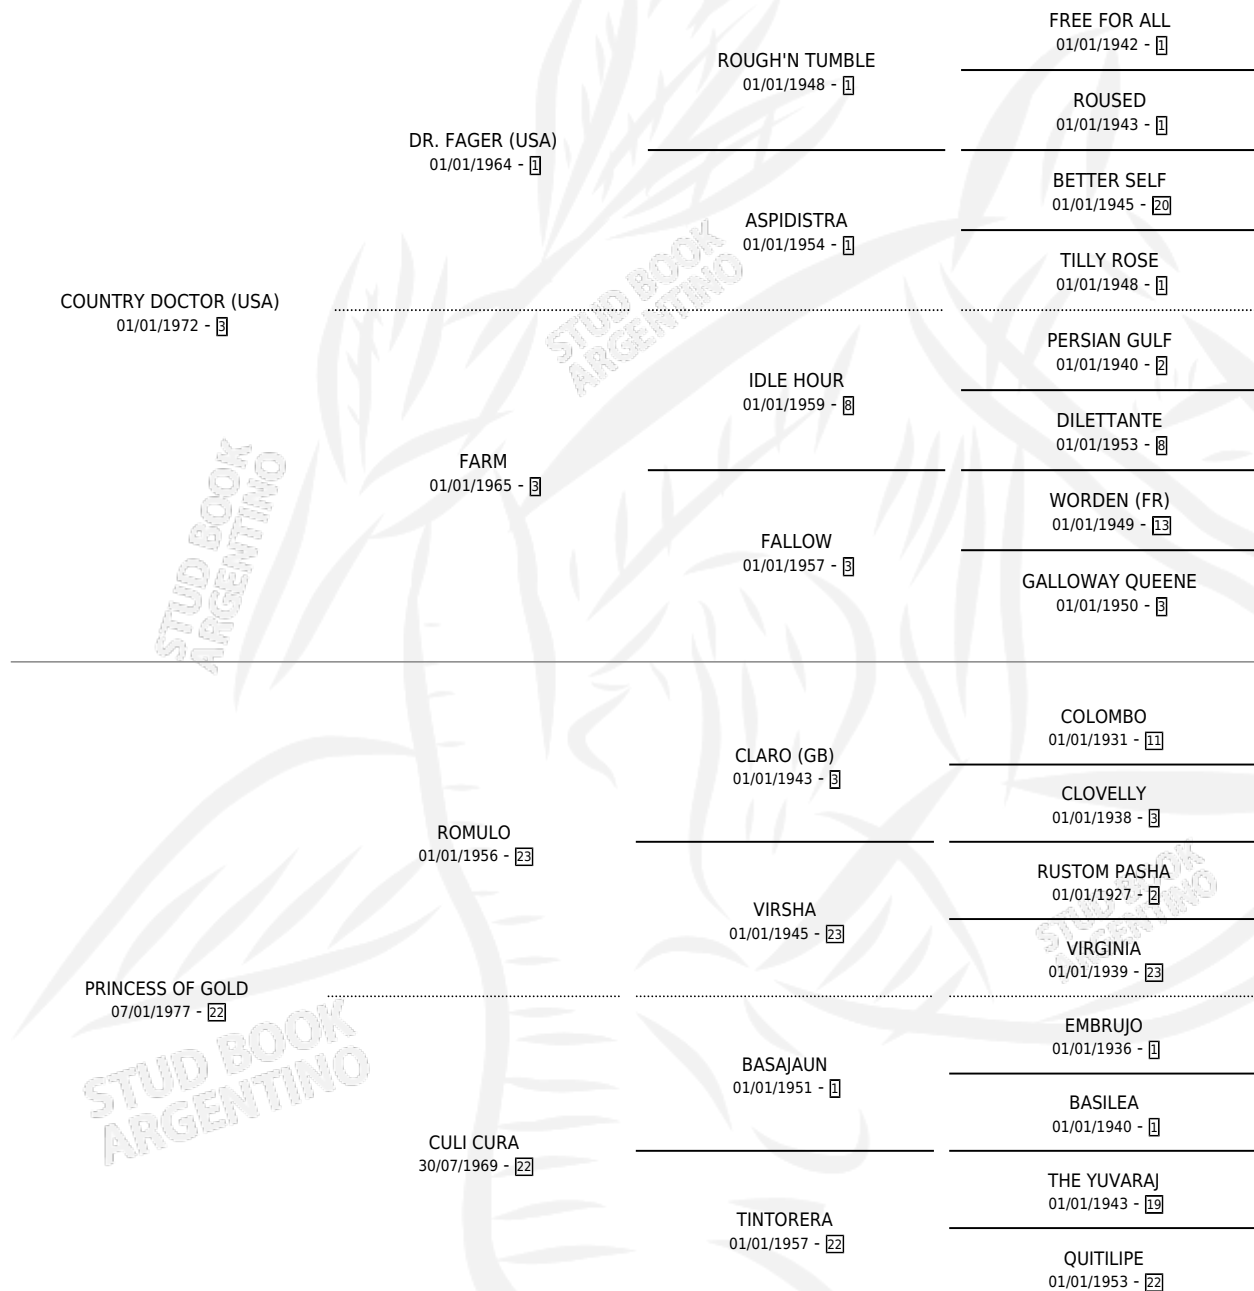 FREE FOR ALL
01/01/1942 - 1
ROUGH'N TUMBLE
01/01/1948 - 1
ROUSED
01/01/1943 - 1
DR. FAGER (USA)
01/01/1964 - 1
BETTER SELF
01/01/1945 - 20
ASPIDISTRA
01/01/1954 - 1
TILLY ROSE
01/01/1948 - 1
COUNTRY DOCTOR (USA)
01/01/1972 - 3
PERSIAN GULF
01/01/1940 - 2
IDLE HOUR
01/01/1959 - 8
DILETTANTE
01/01/1953 - 8
FARM
01/01/1965 - 3
WORDEN (FR)
01/01/1949 - 13
FALLOW
01/01/1957 - 3
GALLOWAY QUEENE
01/01/1950 - 3
COLOMBO
01/01/1931 - 11
CLARO (GB)
01/01/1943 - 3
CLOVELLY
01/01/1938 - 3
ROMULO
01/01/1956 - 23
RUSTOM PASHA
01/01/1927 - 2
VIRSHA
01/01/1945 - 23
VIRGINIA
01/01/1939 - 23
PRINCESS OF GOLD
07/01/1977 - 22
EMBRUJO
01/01/1936 - 1
BASAJAUN
01/01/1951 - 1
BASILEA
01/01/1940 - 1
CULI CURA
30/07/1969 - 22
THE YUVARAJ
01/01/1943 - 19
TINTORERA
01/01/1957 - 22
QUITILIPE
01/01/1953 - 22
STUD BOOK
ARGENTINO
STUD BOOK
ARGENTINO
STUD BOOK
ARGENTINO
STUD BOOK
ARGENTINO